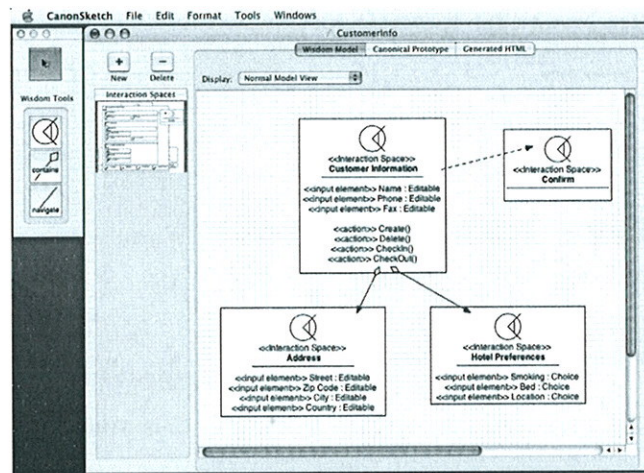 CanonSketch File Edit Format Tools Windows
CustomerInfo
Wisdom Model Canonical Prototype Generated HTML
New Delete
Display: Normal Model View
Wisdom Tools
Interaction Spaces
contains
navigate
<<Interaction Space>>
Customer Information
<<input element>> Name : Editable
<<input element>> Phone : Editable
<<input element>> Fax : Editable
<<action>> Create()
<<action>> Delete()
<<action>> CheckIn()
<<action>> CheckOut()
<<Interaction Space>>
Confirm
<<Interaction Space>>
Address
<<input element>> Street : Editable
<<input element>> Zip Code : Editable
<<input element>> City : Editable
<<input element>> Country : Editable
<<Interaction Space>>
Hotel Preferences
<<input element>> Smoking : Choice
<<input element>> Bed : Choice
<<input element>> Location : Choice